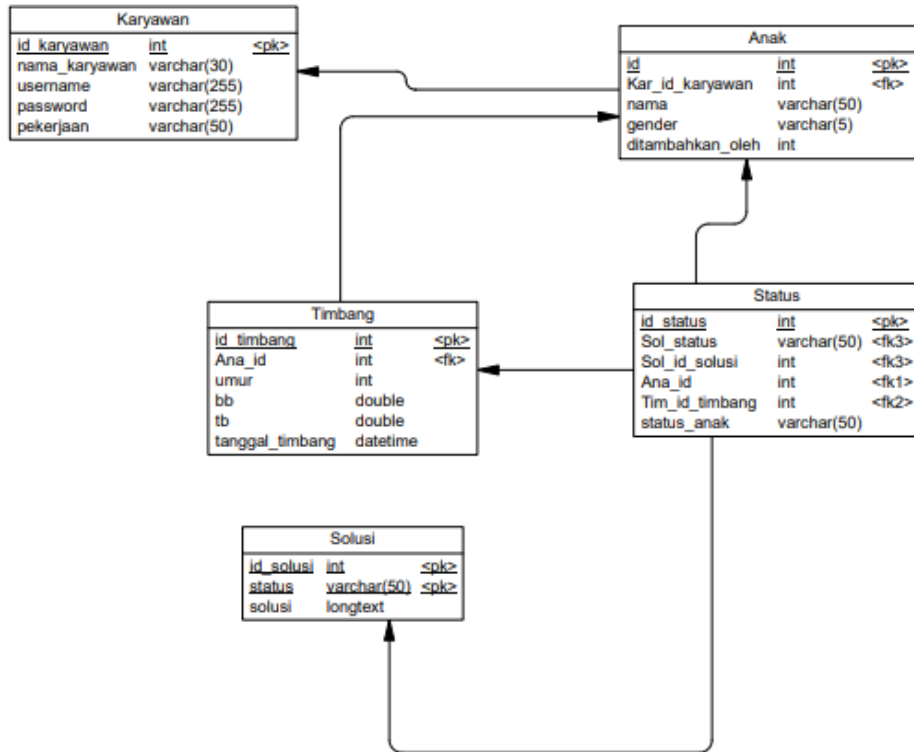 Karyawan
id_karyawan int <pk>
nama_karyawan varchar(30)
username varchar(255)
password varchar(255)
pekerjaan varchar(50)
Anak
id int <pk>
Kar_id_karyawan int <fk>
nama varchar(50)
gender varchar(5)
ditambahkan_oleh int
Timbang
id_timbang int <pk>
Ana_id int <fk>
umur int
bb double
tb double
tanggal_timbang datetime
Status
id_status int <pk>
Sol_status varchar(50) <fk3>
Sol_id_solusi int <fk3>
Ana_id int <fk1>
Tim_id_timbang int <fk2>
status_anak varchar(50)
Solusi
id_solusi int <pk>
status varchar(50) <pk>
solusi longtext